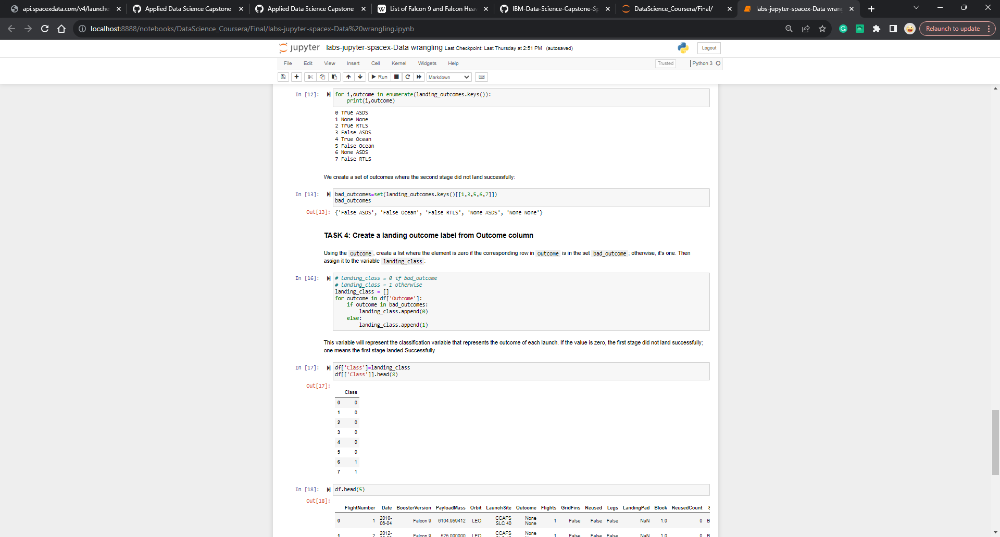 api.spacexdata.com/v4/launche
Applied Data Science Capstone
Applied Data Science Capstone
List of Falcon 9 and Falcon Hea
IBM-Data-Science-Capstone-Sp
DataScience_Coursera/Final/
labs-jupyter-spacex-Data wrang
localhost:8888/notebooks/DataScience_Coursera/Final/labs-jupyter-spacex-Data%20wrangling.ipynb
Relaunch to update
jupyter labs-jupyter-spacex-Data wrangling Last Checkpoint: Last Thursday at 2:51 PM (autosaved)
Logout
File Edit View Insert Cell Kernel Widgets Help
Trusted
Python 3
Run
Markdown
In [12]: for i,outcome in enumerate(landing_outcomes.keys()):
print(i,outcome)
0 True ASDS
1 None None
2 True RTLS
3 False ASDS
4 True Ocean
5 False Ocean
6 None ASDS
7 False RTLS
We create a set of outcomes where the second stage did not land successfully:
In [13]: bad_outcomes=set(landing_outcomes.keys()[[1,3,5,6,7]])
bad_outcomes
Out[13]: {'False ASDS', 'False Ocean', 'False RTLS', 'None ASDS', 'None None'}
TASK 4: Create a landing outcome label from Outcome column
Using the Outcome , create a list where the element is zero if the corresponding row in Outcome is in the set bad_outcome ; otherwise, it's one. Then
assign it to the variable landing_class :
In [16]: # landing_class = 0 if bad_outcome
# landing_class = 1 otherwise
landing_class = []
for outcome in df['Outcome']:
if outcome in bad_outcomes:
landing_class.append(0)
else:
landing_class.append(1)
This variable will represent the classification variable that represents the outcome of each launch. If the value is zero, the first stage did not land successfully;
one means the first stage landed Successfully
In [17]: df['Class']=landing_class
df[['Class']].head(8)
Out[17]:
Class
0 0
1 0
2 0
3 0
4 0
5 0
6 1
7 1
In [18]: df.head(5)
Out[18]:
FlightNumber Date BoosterVersion PayloadMass Orbit LaunchSite Outcome Flights GridFins Reused Legs LandingPad Block ReusedCount S
0 1 2010-06-04 Falcon 9 6104.959412 LEO CCAFS SLC 40 None None 1 False False False NaN 1.0 0 B
1 2 2012- Falcon 9 525.000000 LEO CCAFS None 1 False False False NaN 1.0 0 B